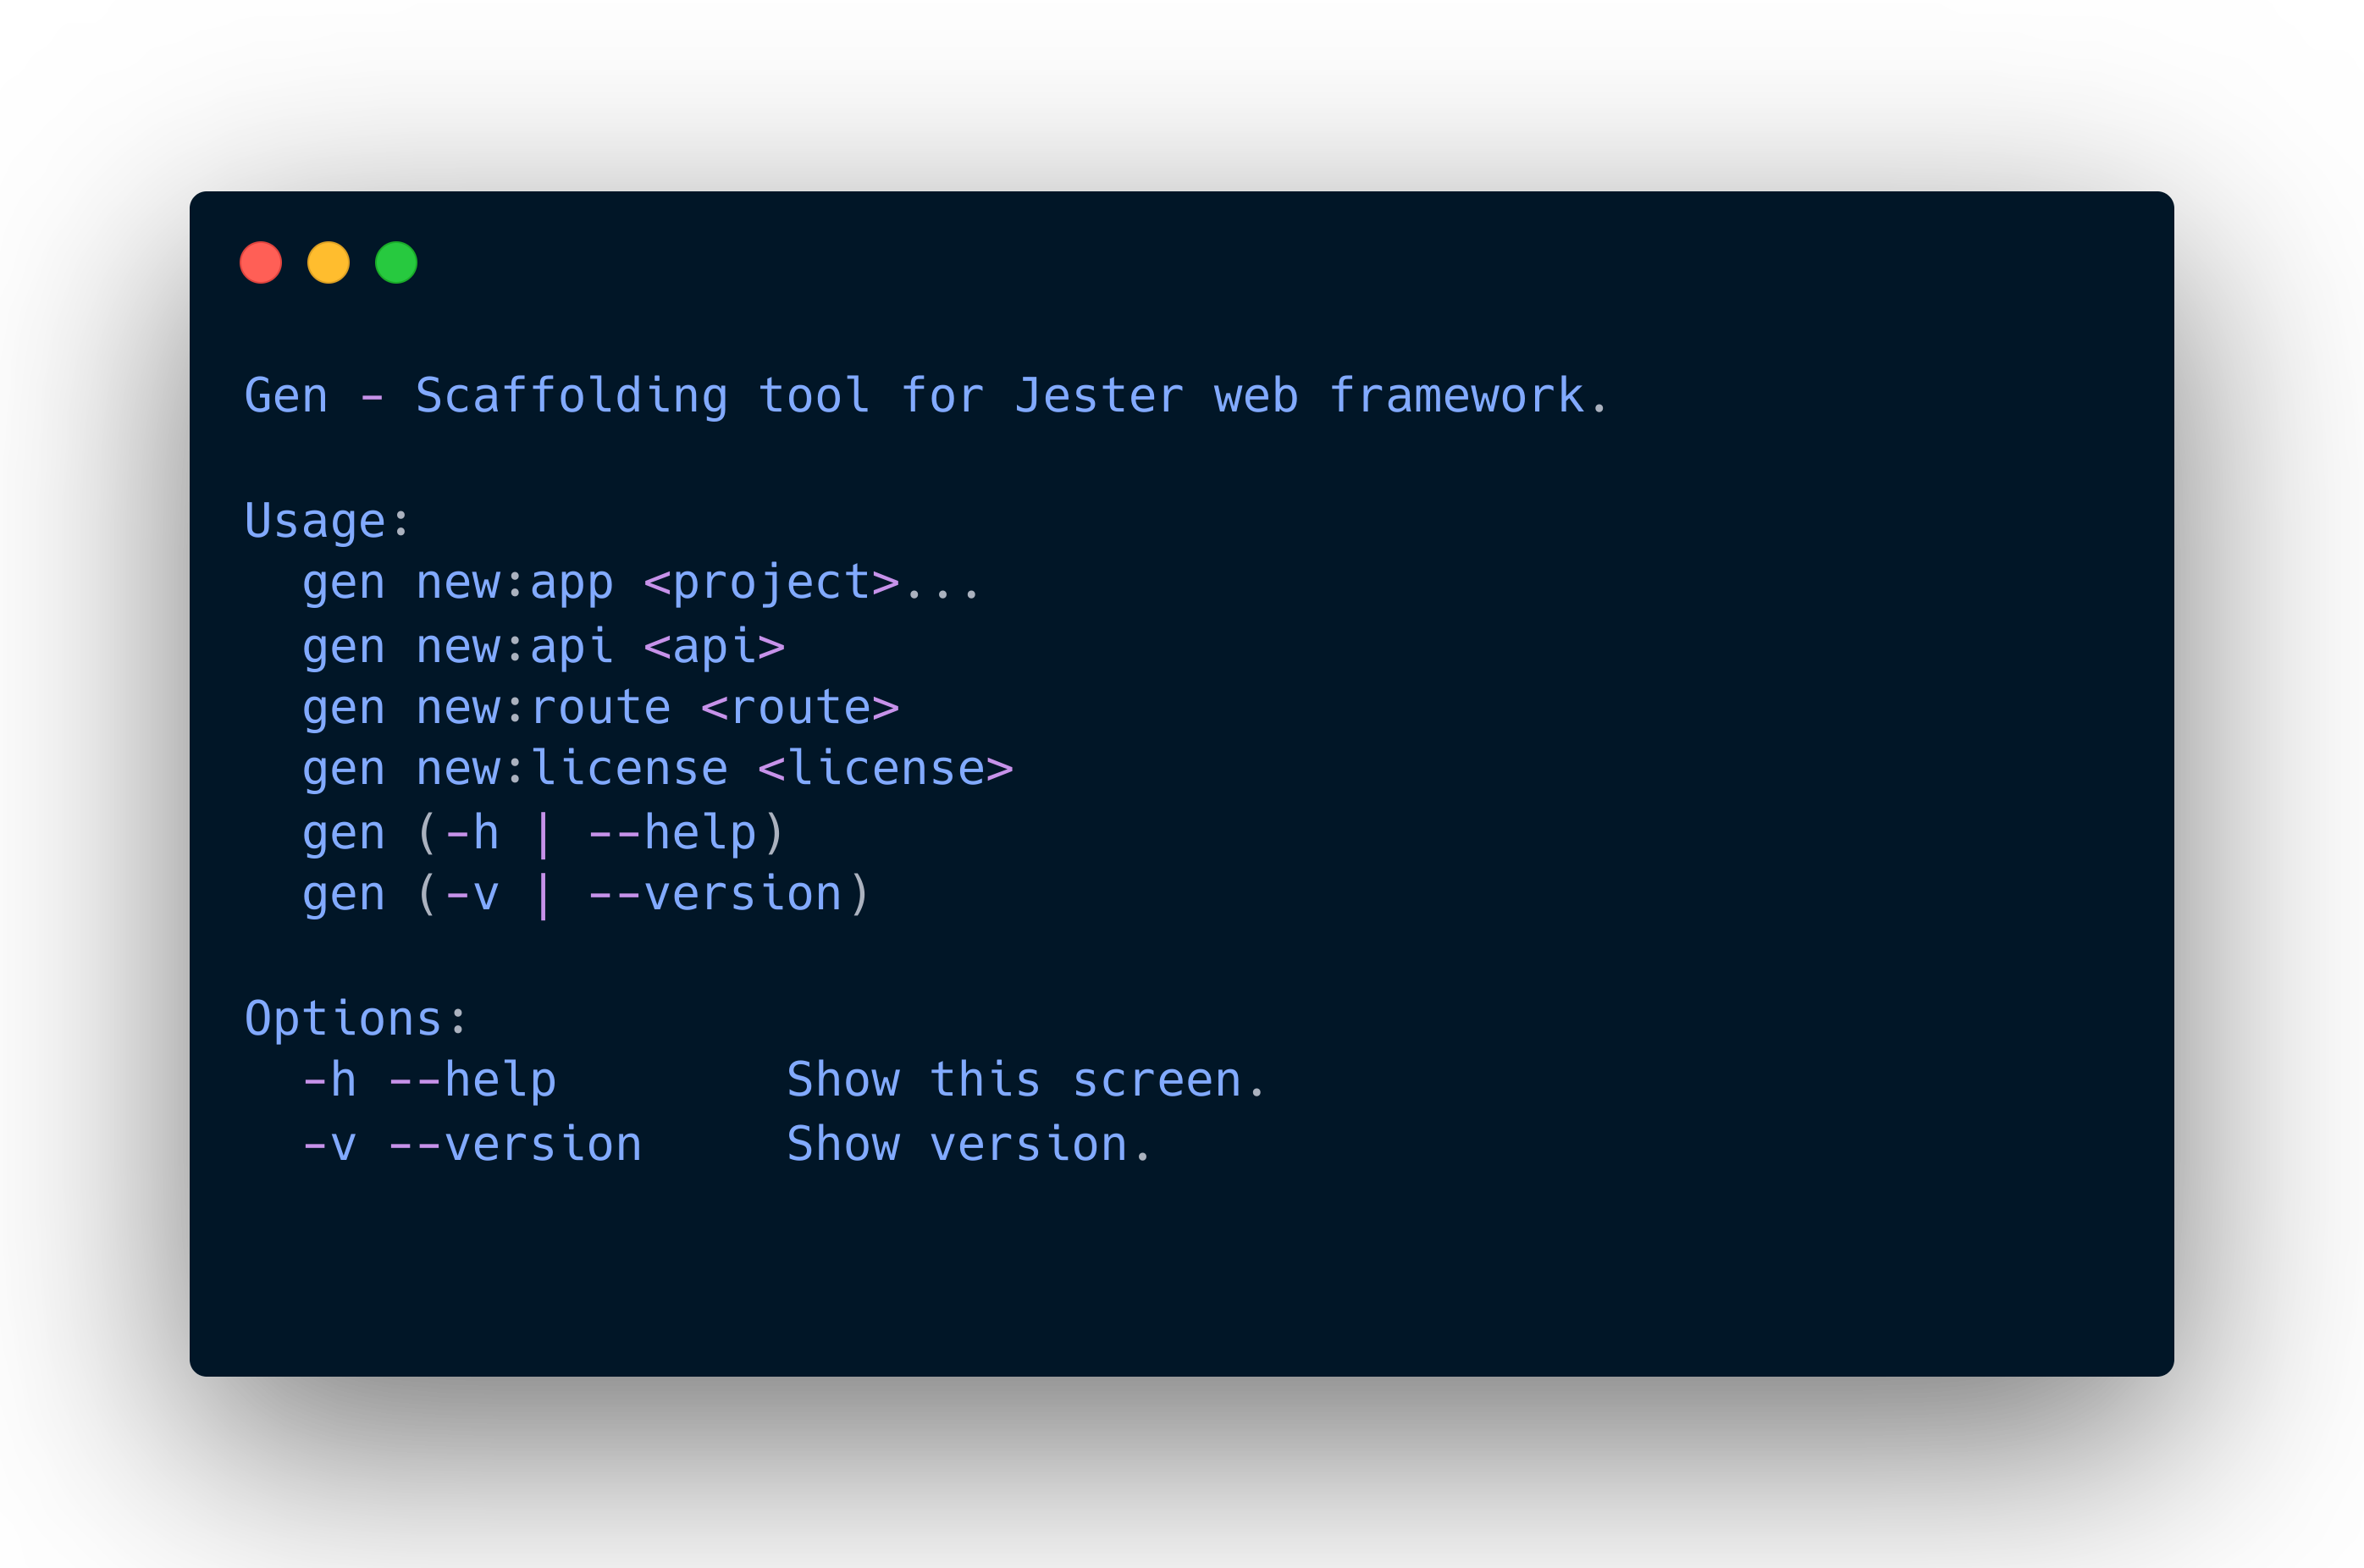 Gen - Scaffolding tool for Jester web framework.
Usage:
  gen new:app <project>...
  gen new:api <api>
  gen new:route <route>
  gen new:license <license>
  gen (-h | --help)
  gen (-v | --version)
Options:
  -h --help        Show this screen.
  -v --version     Show version.